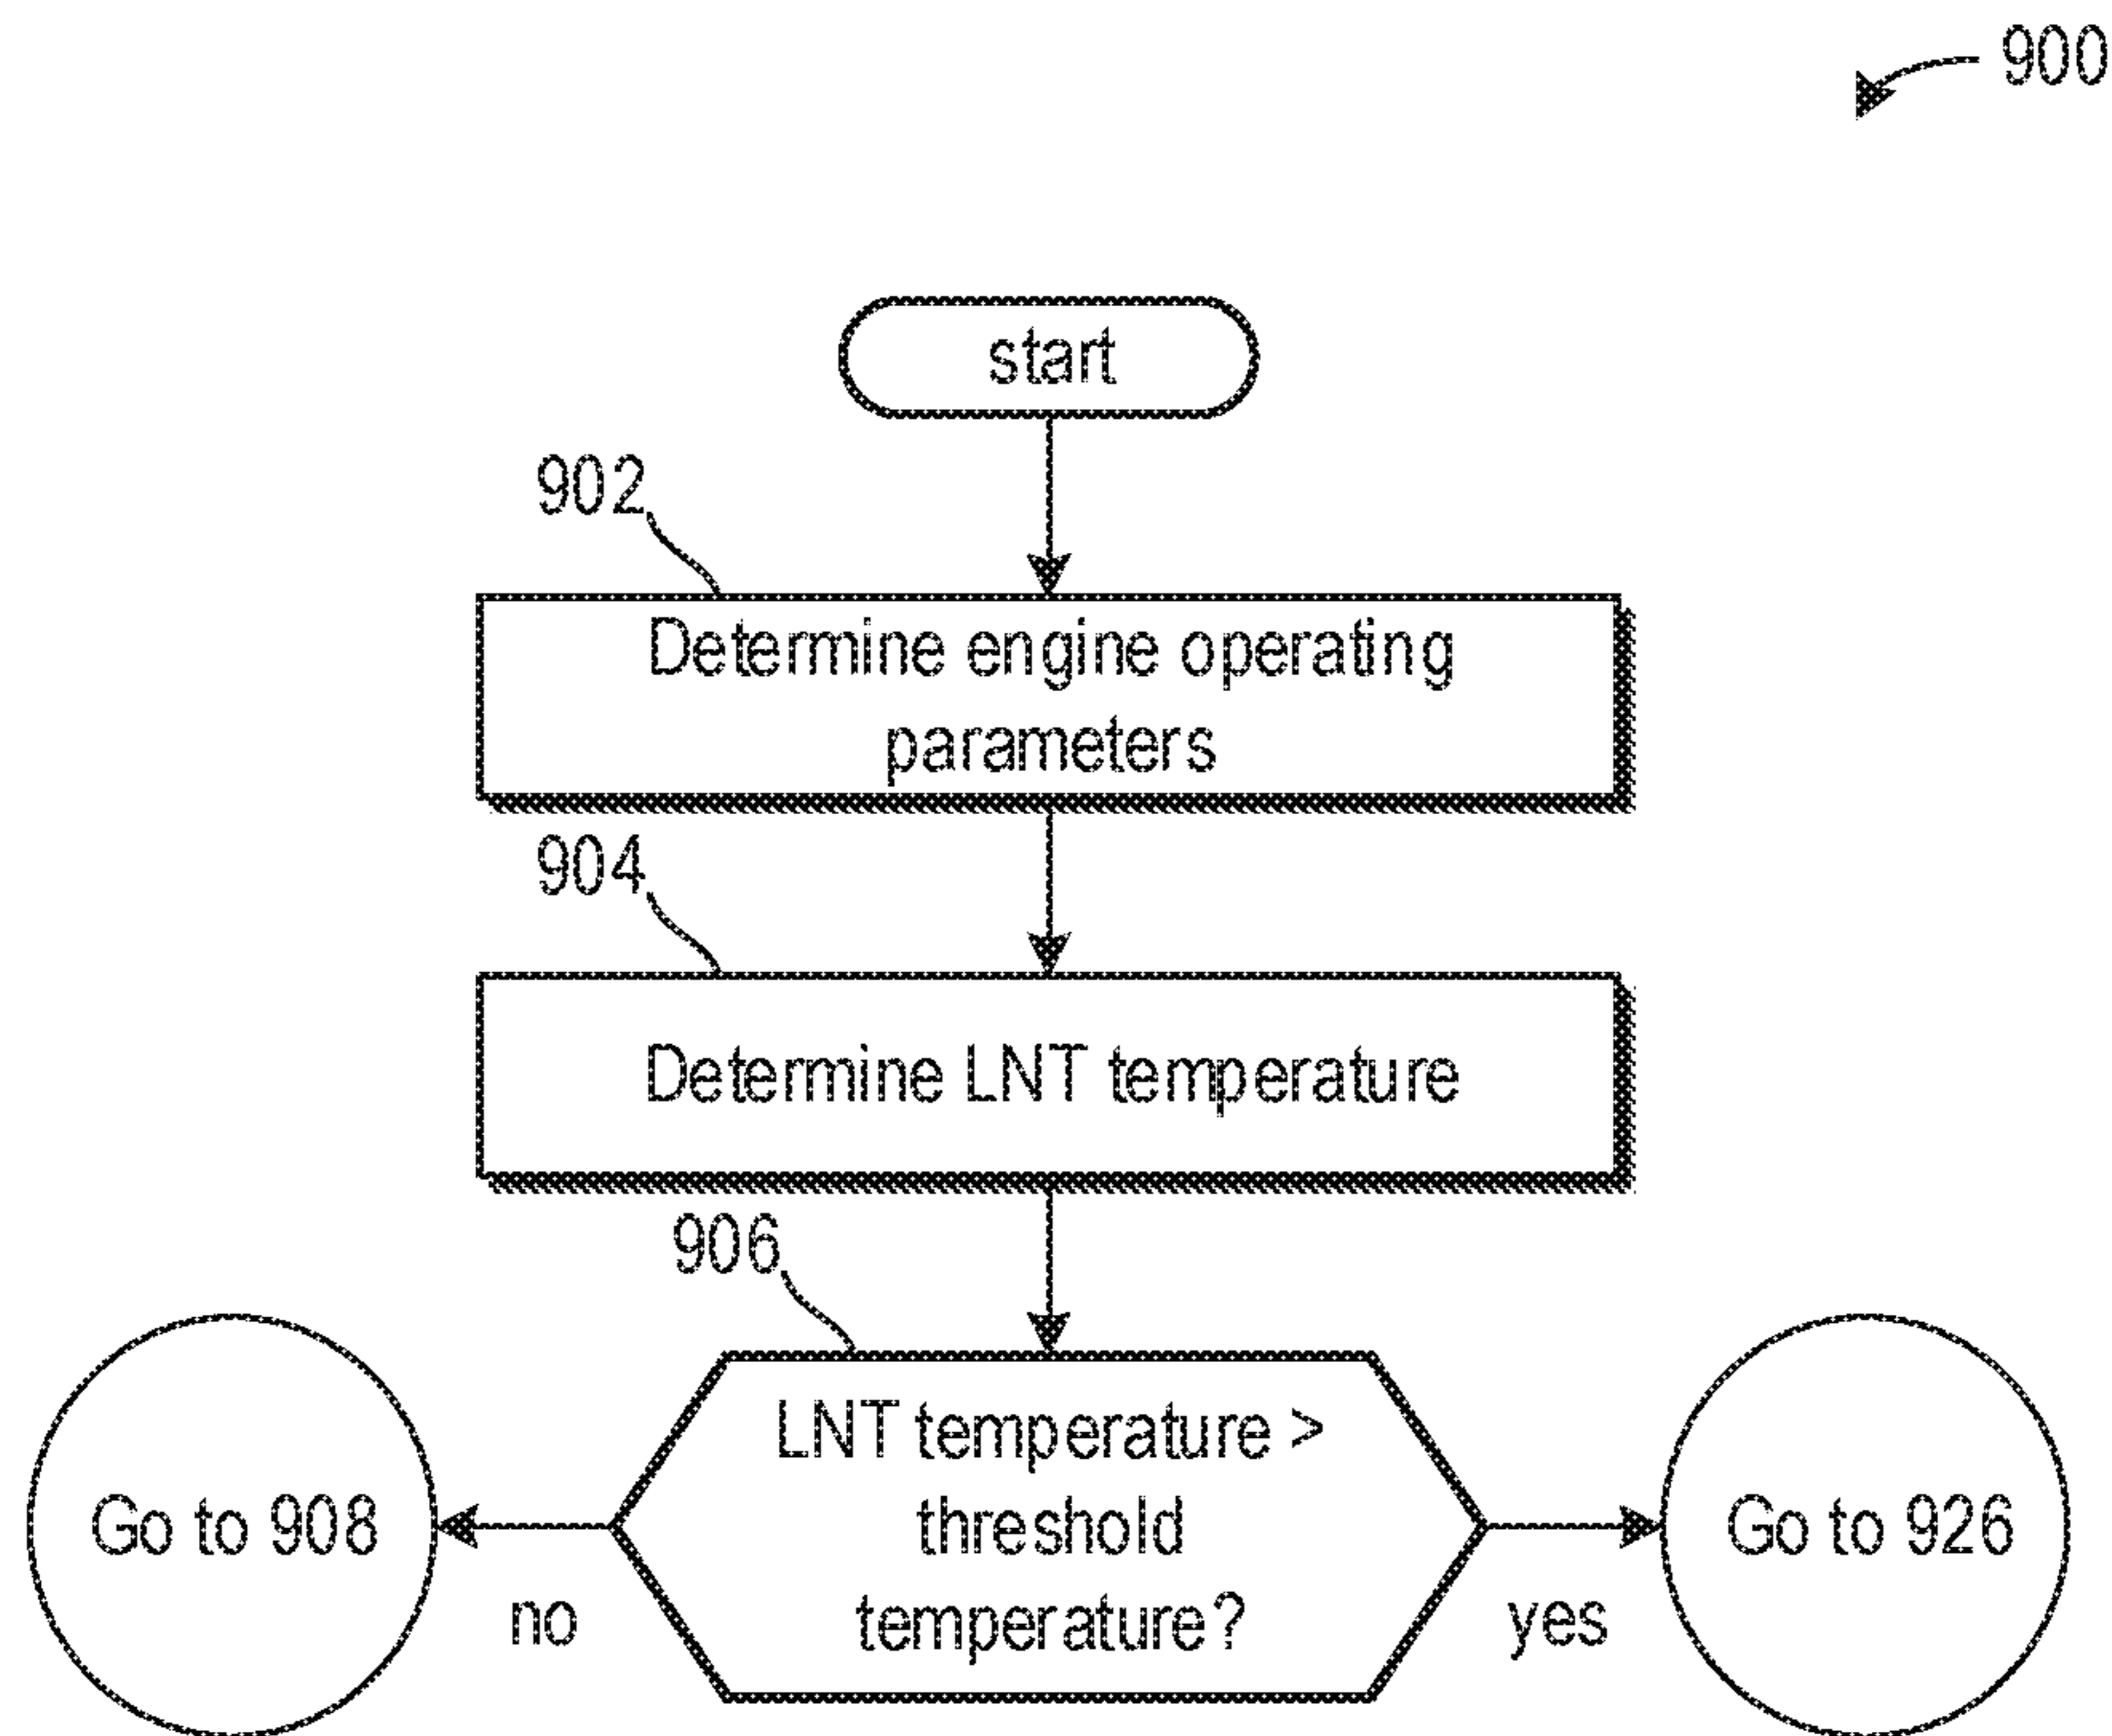 900
start
902
Determine engine operating
parameters
904
Determine LNT temperature
906
LNT temperature >
threshold
temperature?
Go to 908
no
Go to 926
yes